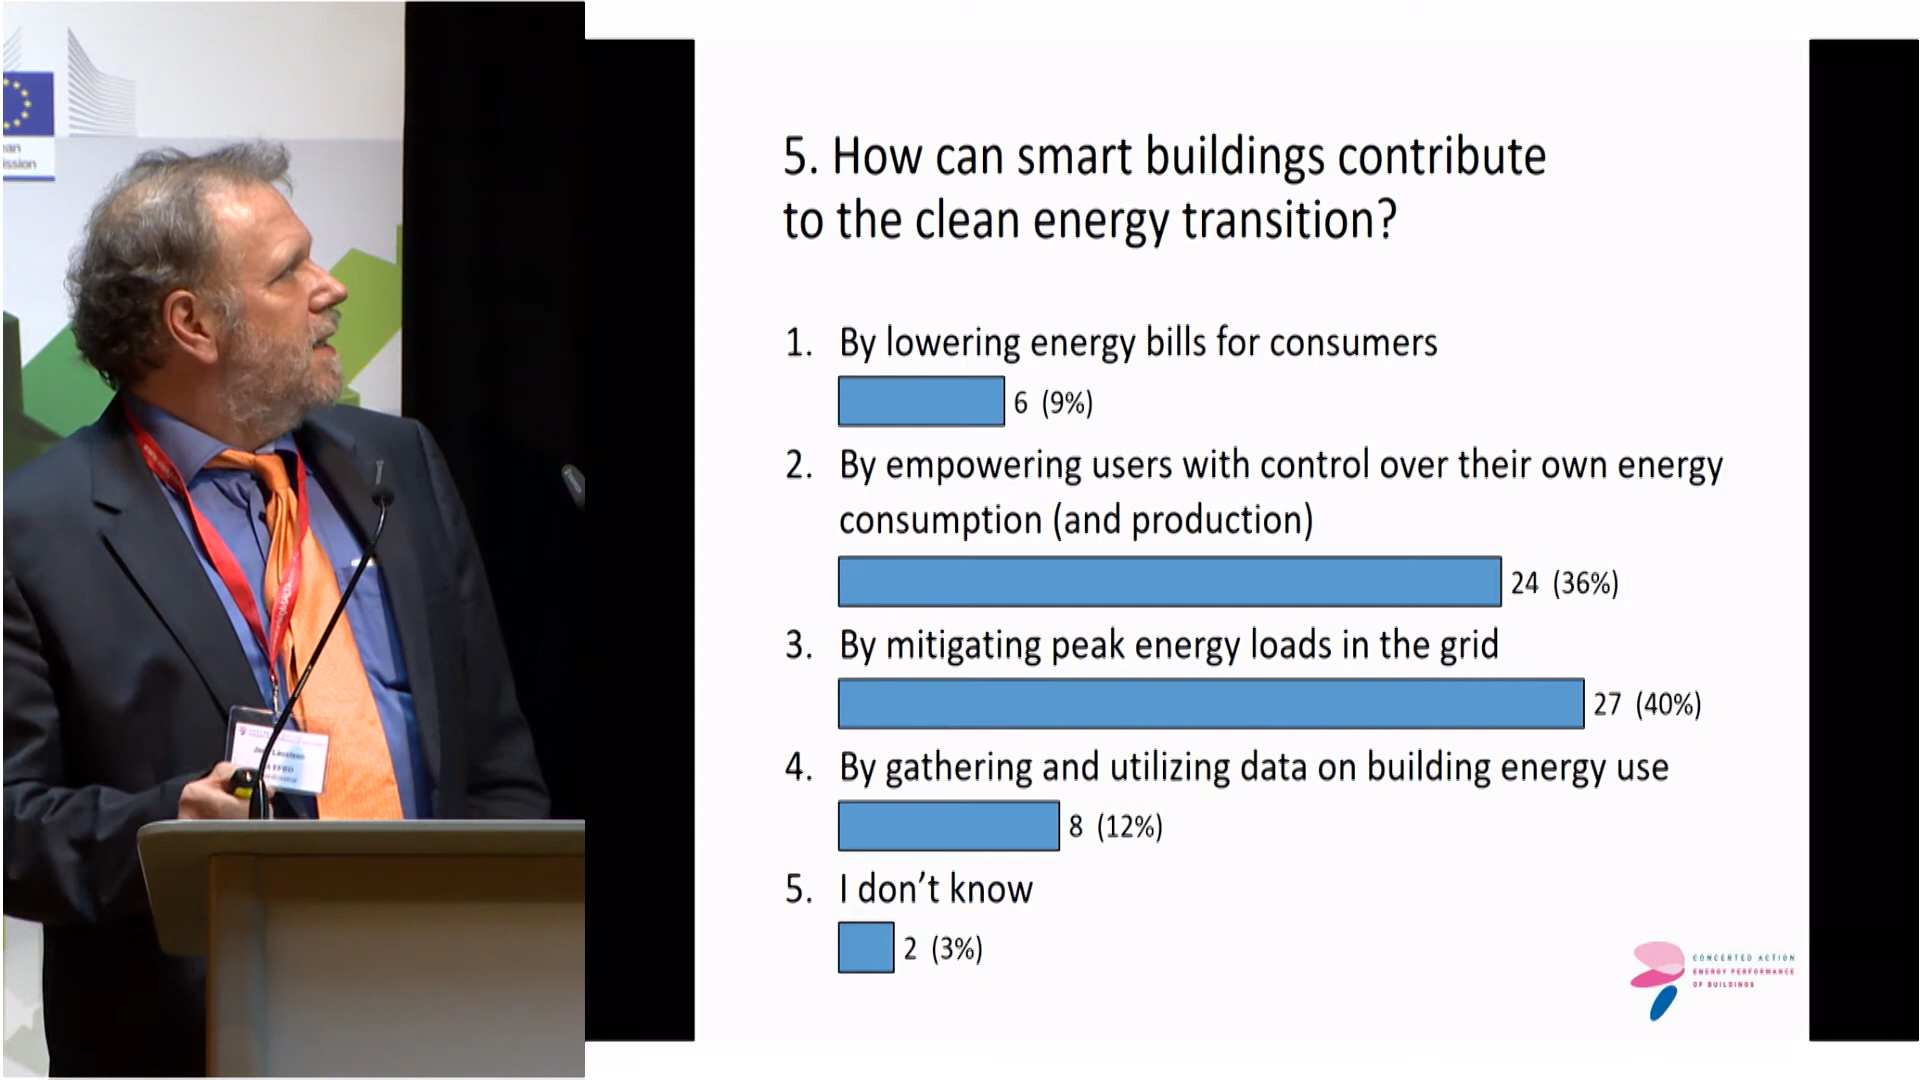 ean
ission
5. How can smart buildings contribute
to the clean energy transition?
1. By lowering energy bills for consumers
6 (9%)
2. By empowering users with control over their own energy
consumption (and production)
24 (36%)
3. By mitigating peak energy loads in the grid
27 (40%)
4. By gathering and utilizing data on building energy use
8 (12%)
5. I don’t know
2 (3%)
CONCERTED ACTION
ENERGY PERFORMANCE
OF BUILDINGS